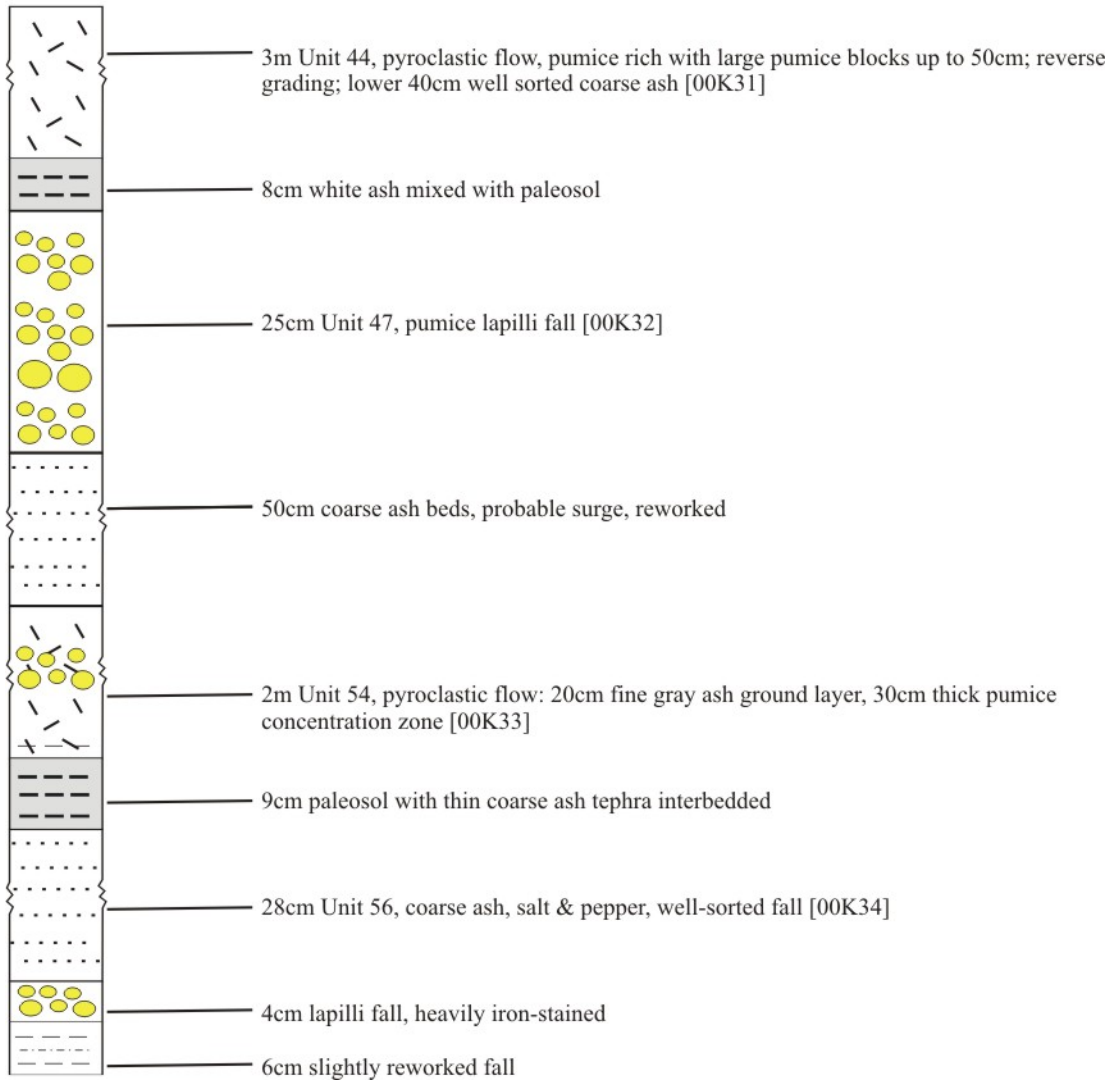 3m Unit 44, pyroclastic flow, pumice rich with large pumice blocks up to 50cm; reverse
grading; lower 40cm well sorted coarse ash [00K31]
8cm white ash mixed with paleosol
25cm Unit 47, pumice lapilli fall [00K32]
50cm coarse ash beds, probable surge, reworked
2m Unit 54, pyroclastic flow: 20cm fine gray ash ground layer, 30cm thick pumice
concentration zone [00K33]
9cm paleosol with thin coarse ash tephra interbedded
28cm Unit 56, coarse ash, salt & pepper, well-sorted fall [00K34]
4cm lapilli fall, heavily iron-stained
6cm slightly reworked fall